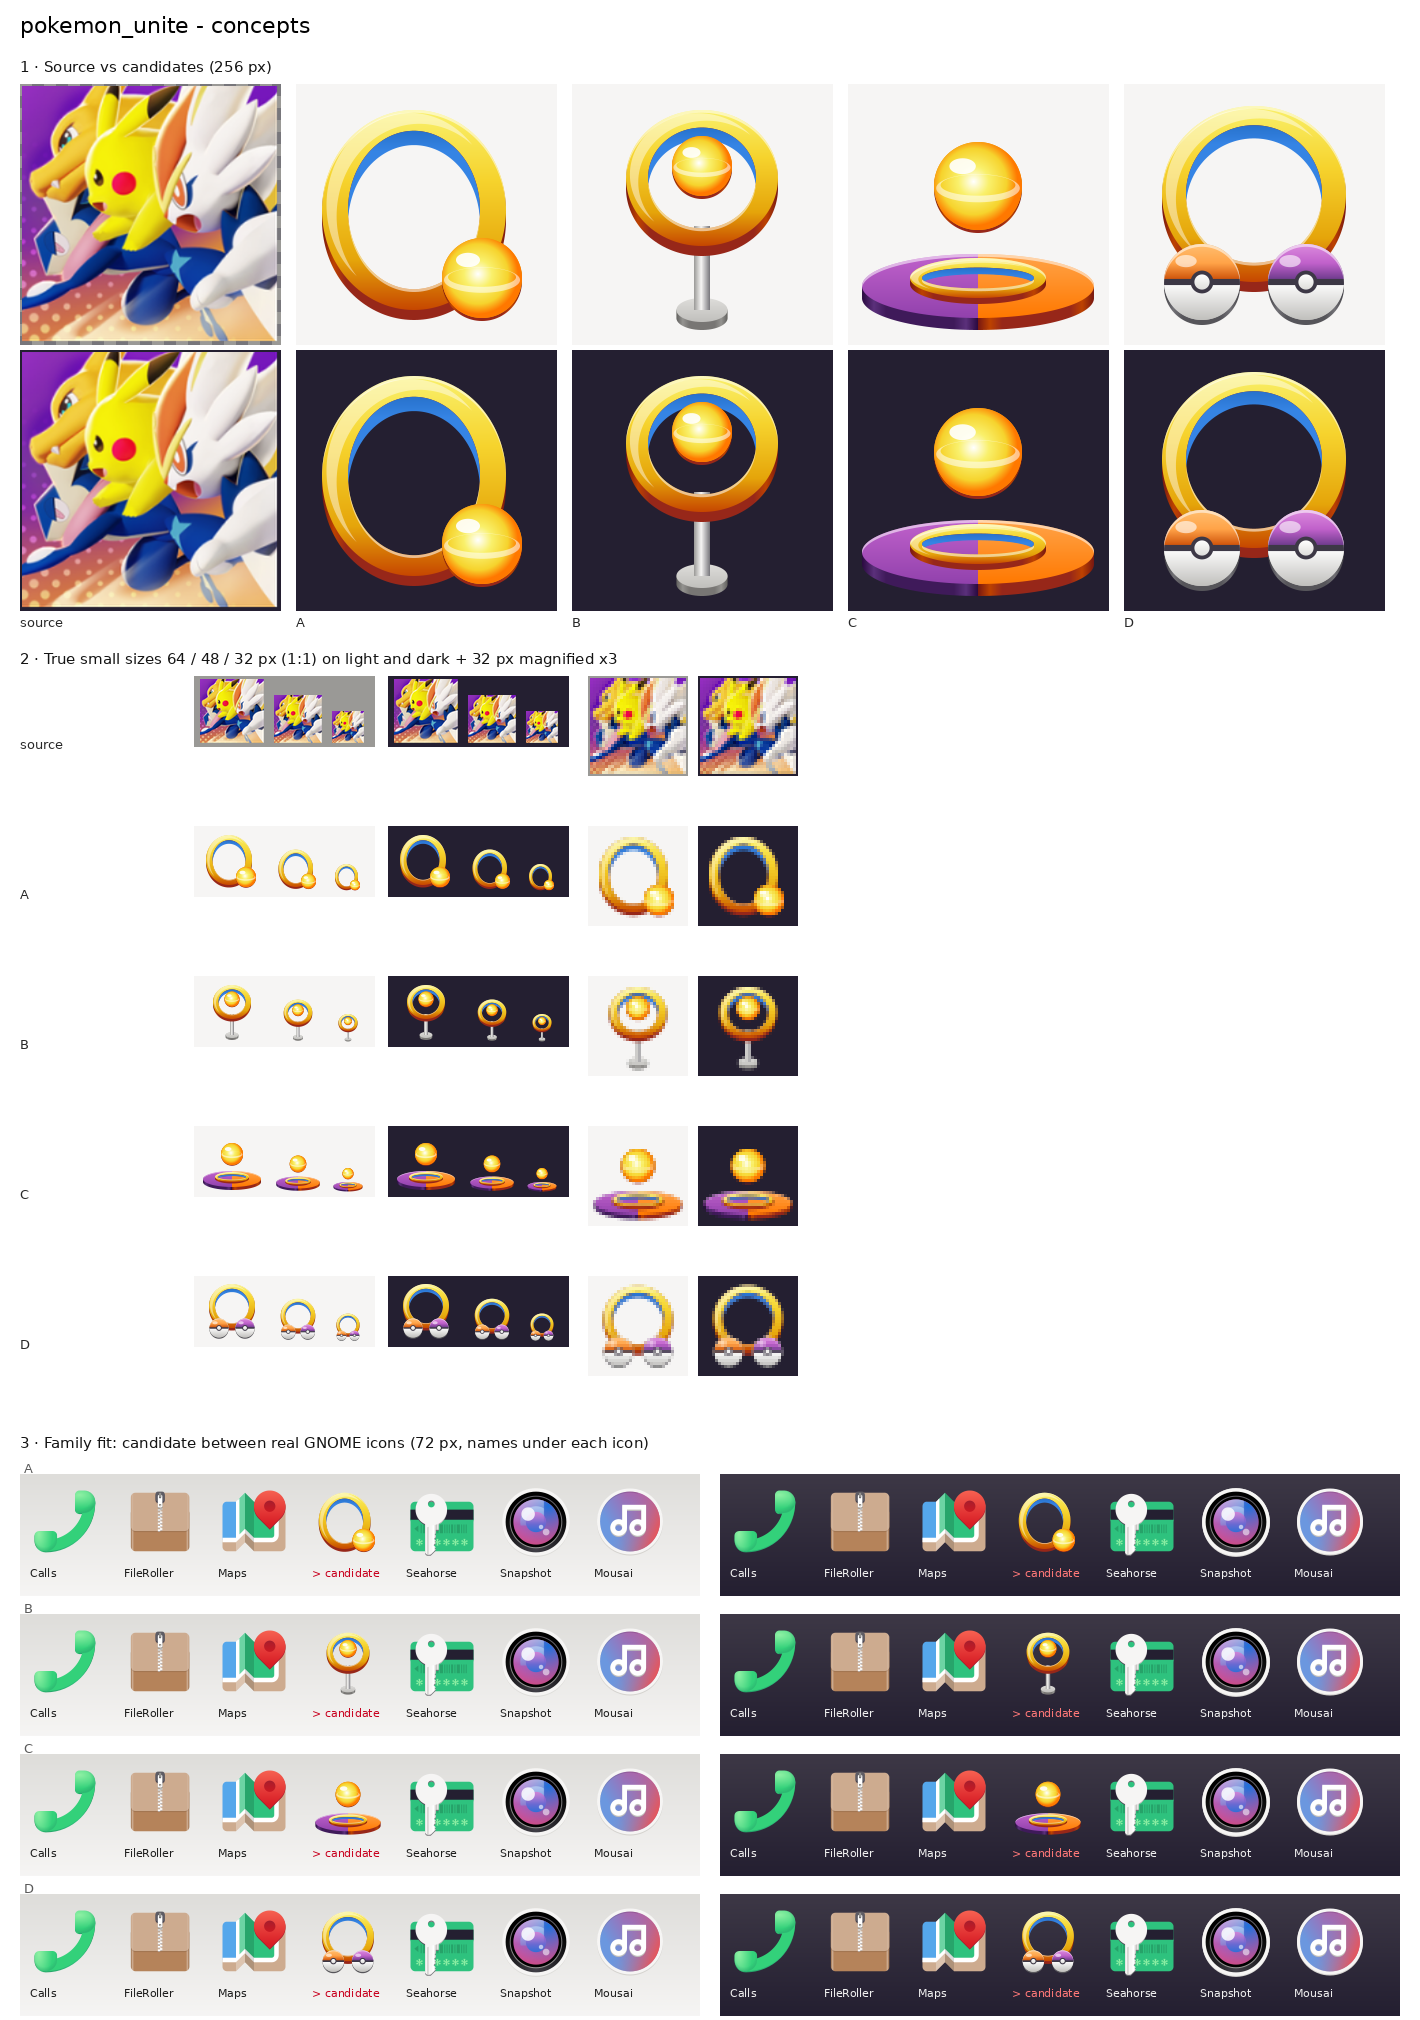 pokemon_unite - concepts
1 · Source vs candidates (256 px)
source A B C D
2 · True small sizes 64 / 48 / 32 px (1:1) on light and dark + 32 px magnified x3
source
A
B
C
D
3 · Family fit: candidate between real GNOME icons (72 px, names under each icon)
A
Calls FileRoller Maps > candidate Seahorse Snapshot Mousai Calls FileRoller Maps > candidate Seahorse Snapshot Mousai
B
Calls FileRoller Maps > candidate Seahorse Snapshot Mousai Calls FileRoller Maps > candidate Seahorse Snapshot Mousai
C
Calls FileRoller Maps > candidate Seahorse Snapshot Mousai Calls FileRoller Maps > candidate Seahorse Snapshot Mousai
D
Calls FileRoller Maps > candidate Seahorse Snapshot Mousai Calls FileRoller Maps > candidate Seahorse Snapshot Mousai